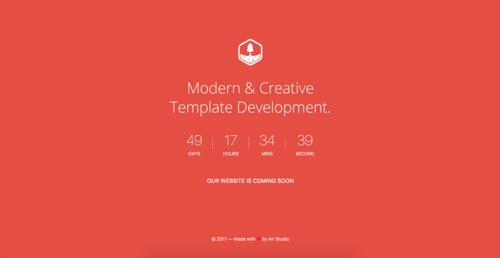 Modern & Creative
Template Development.
49 17 34 39
DAYS HOURS MINS SECOND
OUR WEBSITE IS COMING SOON
© 2017 — Made with ❤ by Air Studio